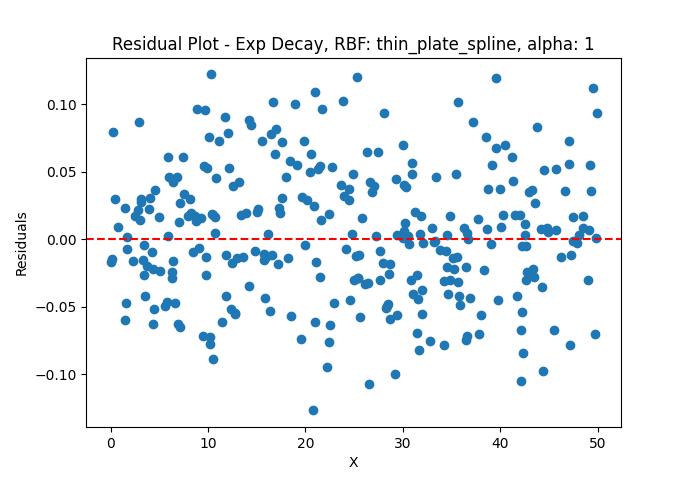 Residual Plot - Exp Decay, RBF: thin_plate_spline, alpha: 1
0.10
0.05
0.00
−0.05
−0.10
Residuals
0 10 20 30 40 50
X